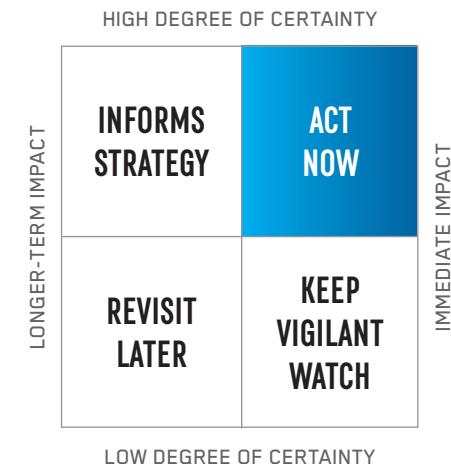 HIGH DEGREE OF CERTAINTY
INFORMS
STRATEGY
ACT
NOW
LONGER-TERM IMPACT
IMMEDIATE IMPACT
REVISIT
LATER
KEEP
VIGILANT
WATCH
LOW DEGREE OF CERTAINTY